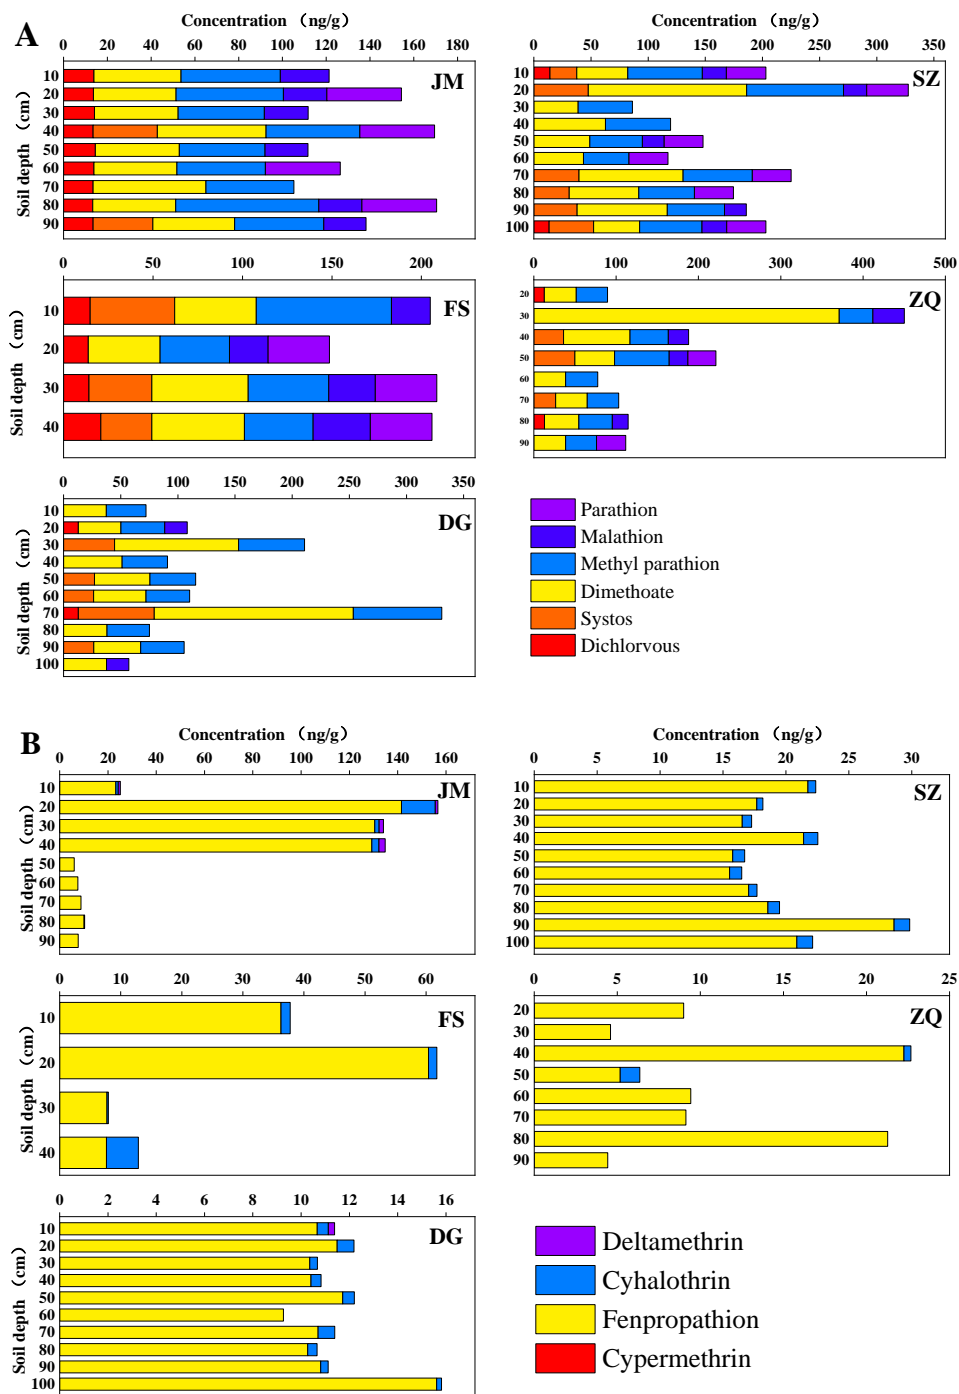 A
Concentration （ng/g）
0 20 40 60 80 100 120 140 160 180
Soil depth （cm）
10
20
30
40
50
60
70
80
90
JM
Concentration （ng/g）
0 50 100 150 200 250 300 350
10
20
30
40
50
60
70
80
90
100
SZ
0 50 100 150 200
Soil depth （cm）
10
20
30
40
FS
0 100 200 300 400 500
20
30
40
50
60
70
80
90
ZQ
0 50 100 150 200 250 300 350
Soil depth （cm）
10
20
30
40
50
60
70
80
90
100
DG
Parathion
Malathion
Methyl parathion
Dimethoate
Systos
Dichlorvous
B
Concentration （ng/g）
0 20 40 60 80 100 120 140 160
Soil depth （cm）
10
20
30
40
50
60
70
80
90
JM
Concentration （ng/g）
0 5 10 15 20 25 30
10
20
30
40
50
60
70
80
90
100
SZ
0 10 20 30 40 50 60
Soil depth （cm）
10
20
30
40
FS
0 5 10 15 20 25
20
30
40
50
60
70
80
90
ZQ
0 2 4 6 8 10 12 14 16
Soil depth （cm）
10
20
30
40
50
60
70
80
90
100
DG
Deltamethrin
Cyhalothrin
Fenpropathion
Cypermethrin